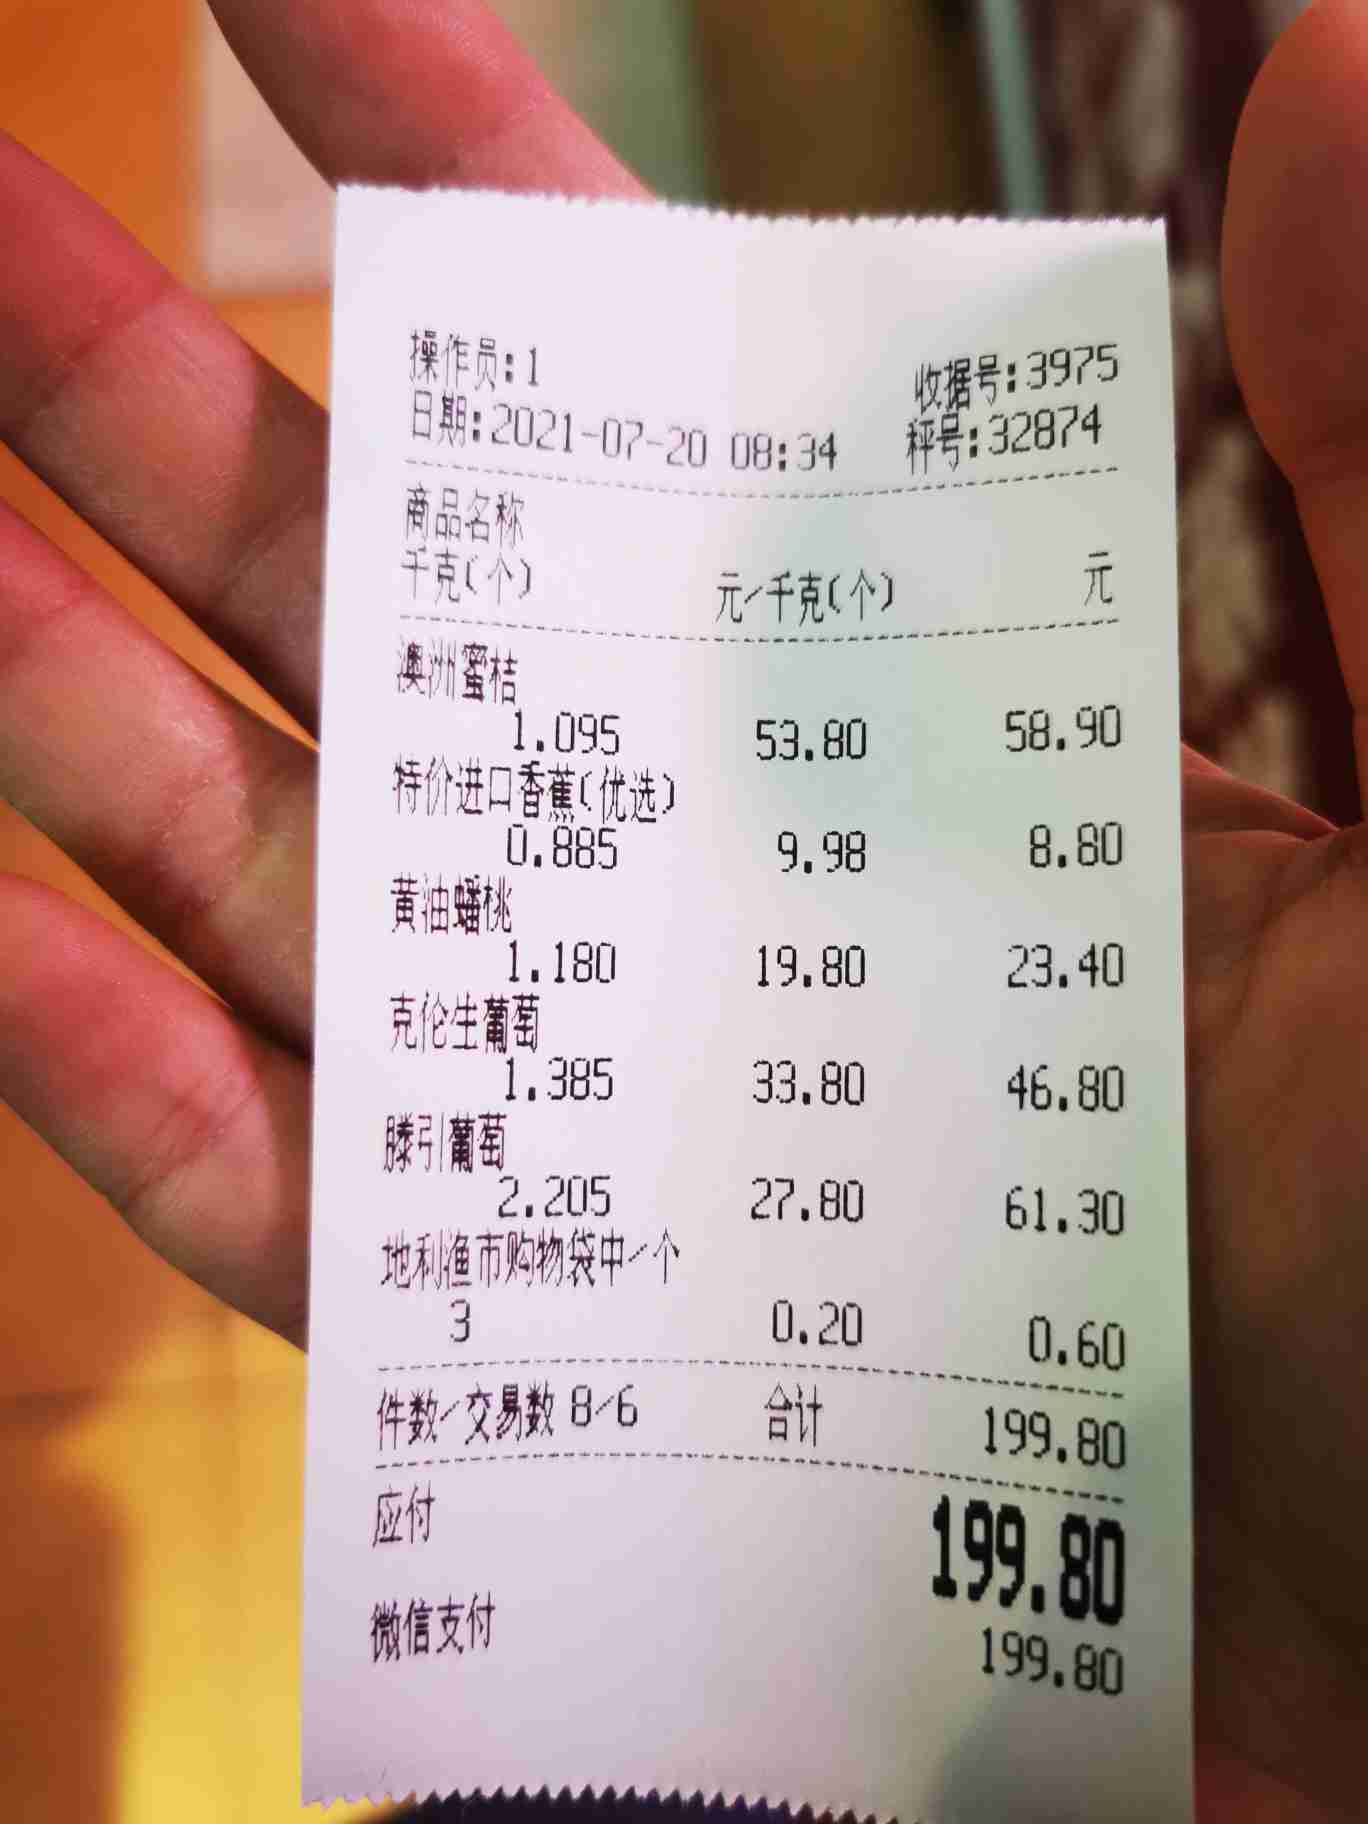 操作员:1 收据号:3975
日期:2021-07-20 08:34 秤号:32874
商品名称
千克(个) 元/千克(个) 元
澳洲蜜桔
1.095 53.80 58.90
特价进口香蕉(优选)
0.885 9.98 8.80
黄油蟠桃
1.180 19.80 23.40
克伦生葡萄
1.385 33.80 46.80
滕引葡萄
2.205 27.80 61.30
地利渔市购物袋中/个
3 0.20 0.60
件数/交易数 8/6 合计 199.80
应付 199.80
微信支付 199.80